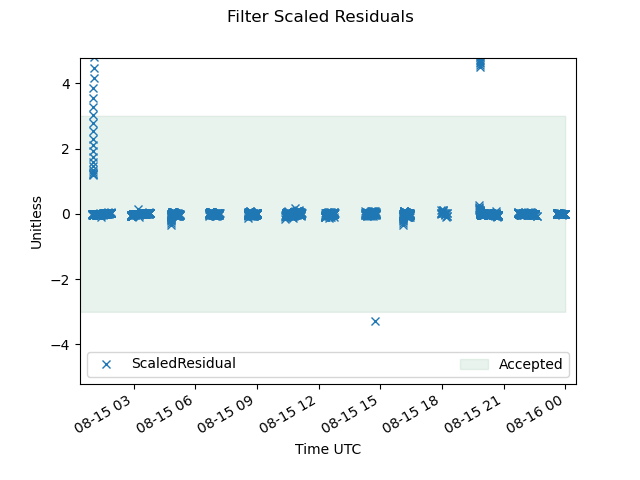 Filter Scaled Residuals
4
2
0
−2
−4
Unitless
ScaledResidual
Accepted
08-15 03
08-15 06
08-15 09
08-15 12
08-15 15
08-15 18
08-15 21
08-16 00
Time UTC